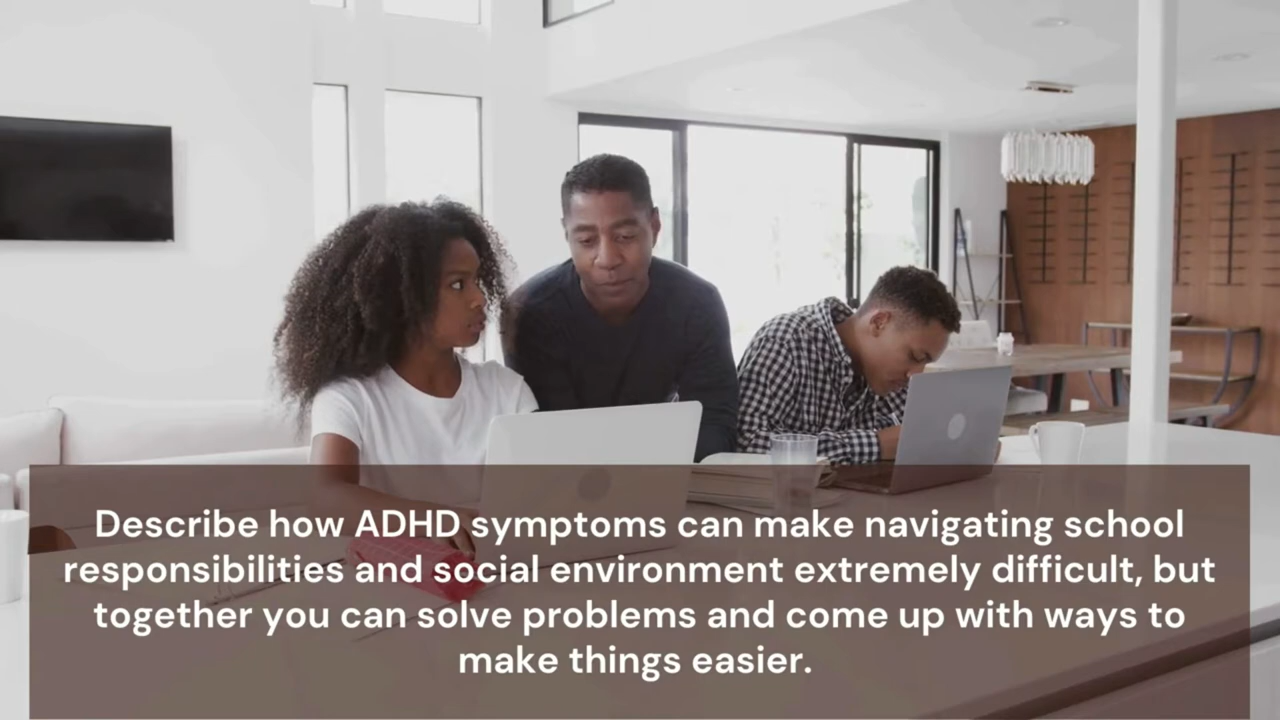 Describe how ADHD symptoms can make navigating school
responsibilities and social environment extremely difficult, but
together you can solve problems and come up with ways to
make things easier.